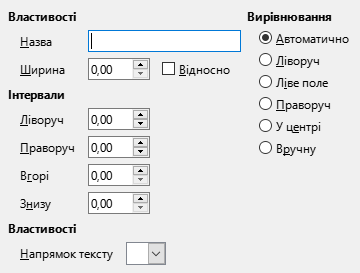 Властивості
Назва
Ширина 0,00 Відносно
Інтервали
Ліворуч 0,00
Праворуч 0,00
Вгорі 0,00
Знизу 0,00
Властивості
Напрямок тексту
Вирівнювання
Автоматично
Ліворуч
Ліве поле
Праворуч
У центрі
Вручну